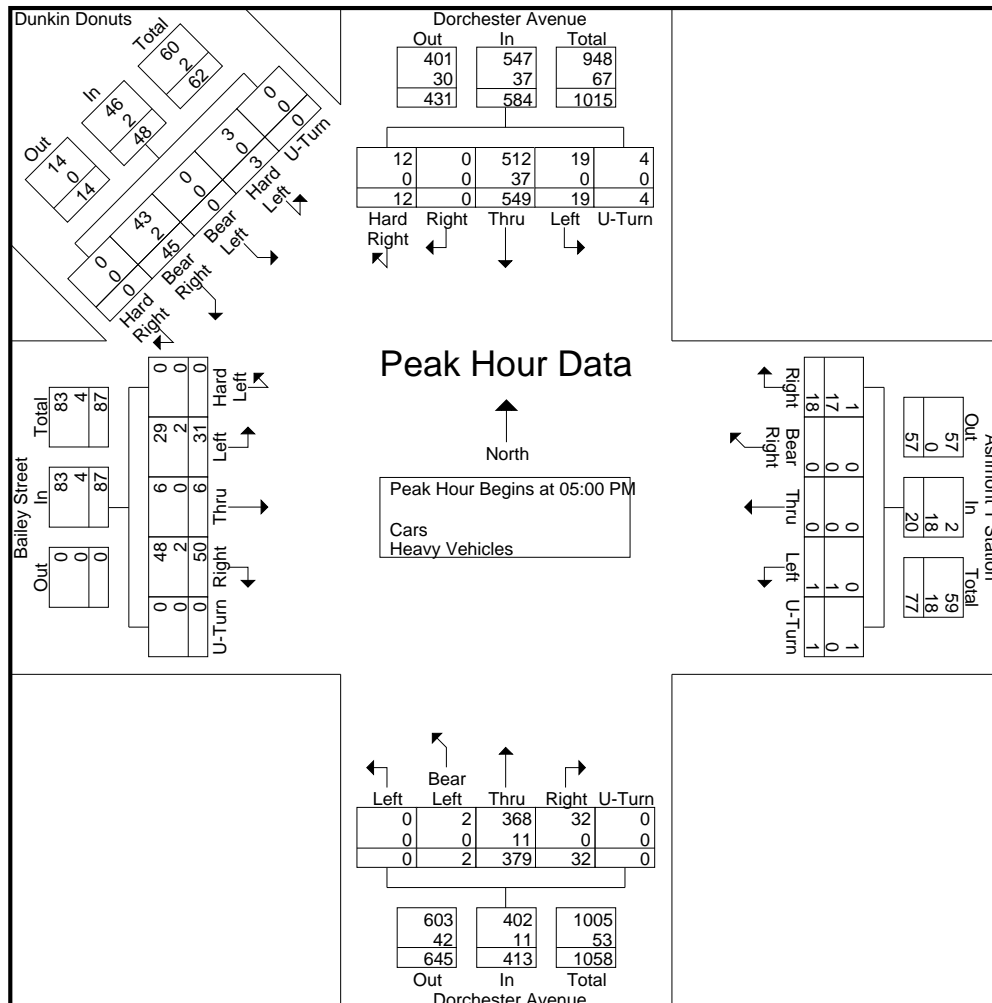 Dunkin Donuts
Total
60
2
62
In
46
2
48
Out
14
0
14
0 0 0 U-Turn
3 0 3 Hard Left
0 0 0 Bear Left
43 2 45 Bear Right
0 0 0 Hard Right
Dorchester Avenue
Out In Total
401 547 948
30 37 67
431 584 1015
12 0 512 19 4
0 0 37 0 0
12 0 549 19 4
Hard Right Right Thru Left U-Turn
Peak Hour Data
North
Peak Hour Begins at 05:00 PM
Cars
Heavy Vehicles
Bailey Street
Total
83
4
87
In
83
4
87
Out
0
0
0
0 0 0 Hard Left
29 2 31 Left
6 0 6 Thru
48 2 50 Right
0 0 0 U-Turn
Right 18 17 1
Bear Right 0 0 0
Thru 0 0 0
Left 1 1 0
U-Turn 1 0 1
Ashmont T Station
Out
57
0
57
In
2
18
20
Total
59
18
77
Left Bear Left Thru Right U-Turn
0 2 368 32 0
0 0 11 0 0
0 2 379 32 0
603 402 1005
42 11 53
645 413 1058
Out In Total
Dorchester Avenue